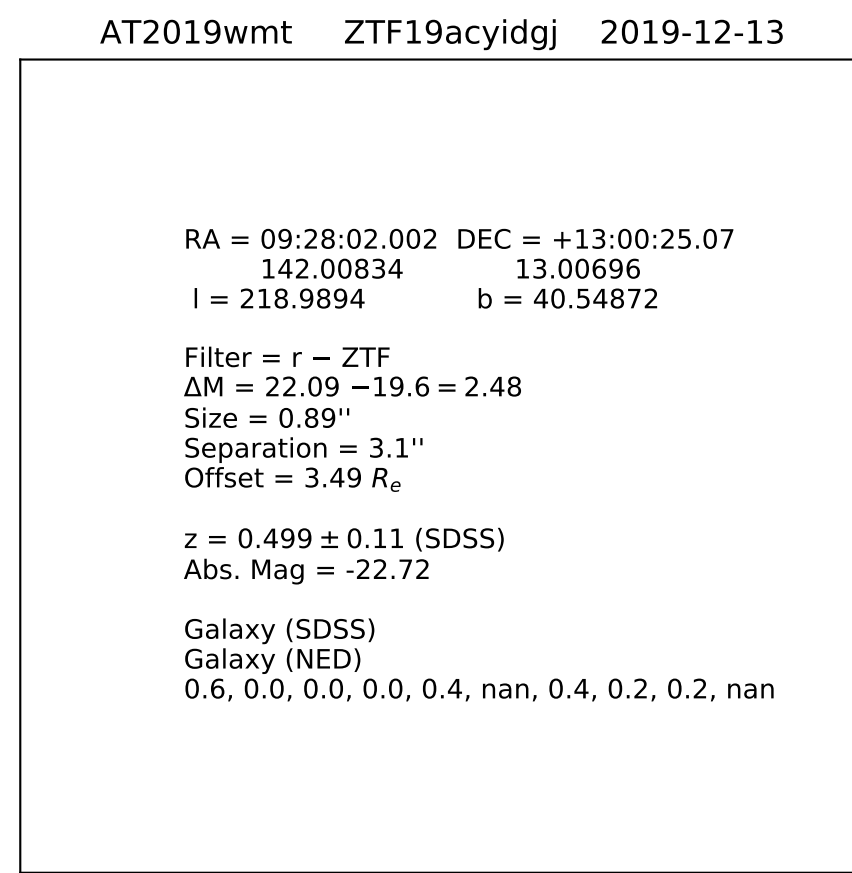 AT2019wmt ZTF19acyidgj 2019-12-13
RA = 09:28:02.002 DEC = +13:00:25.07
142.00834 13.00696
l = 218.9894 b = 40.54872
Filter = r − ZTF
ΔM = 22.09 −19.6 = 2.48
Size = 0.89''
Separation = 3.1''
Offset = 3.49 Re
z = 0.499 ± 0.11 (SDSS)
Abs. Mag = -22.72
Galaxy (SDSS)
Galaxy (NED)
0.6, 0.0, 0.0, 0.0, 0.4, nan, 0.4, 0.2, 0.2, nan